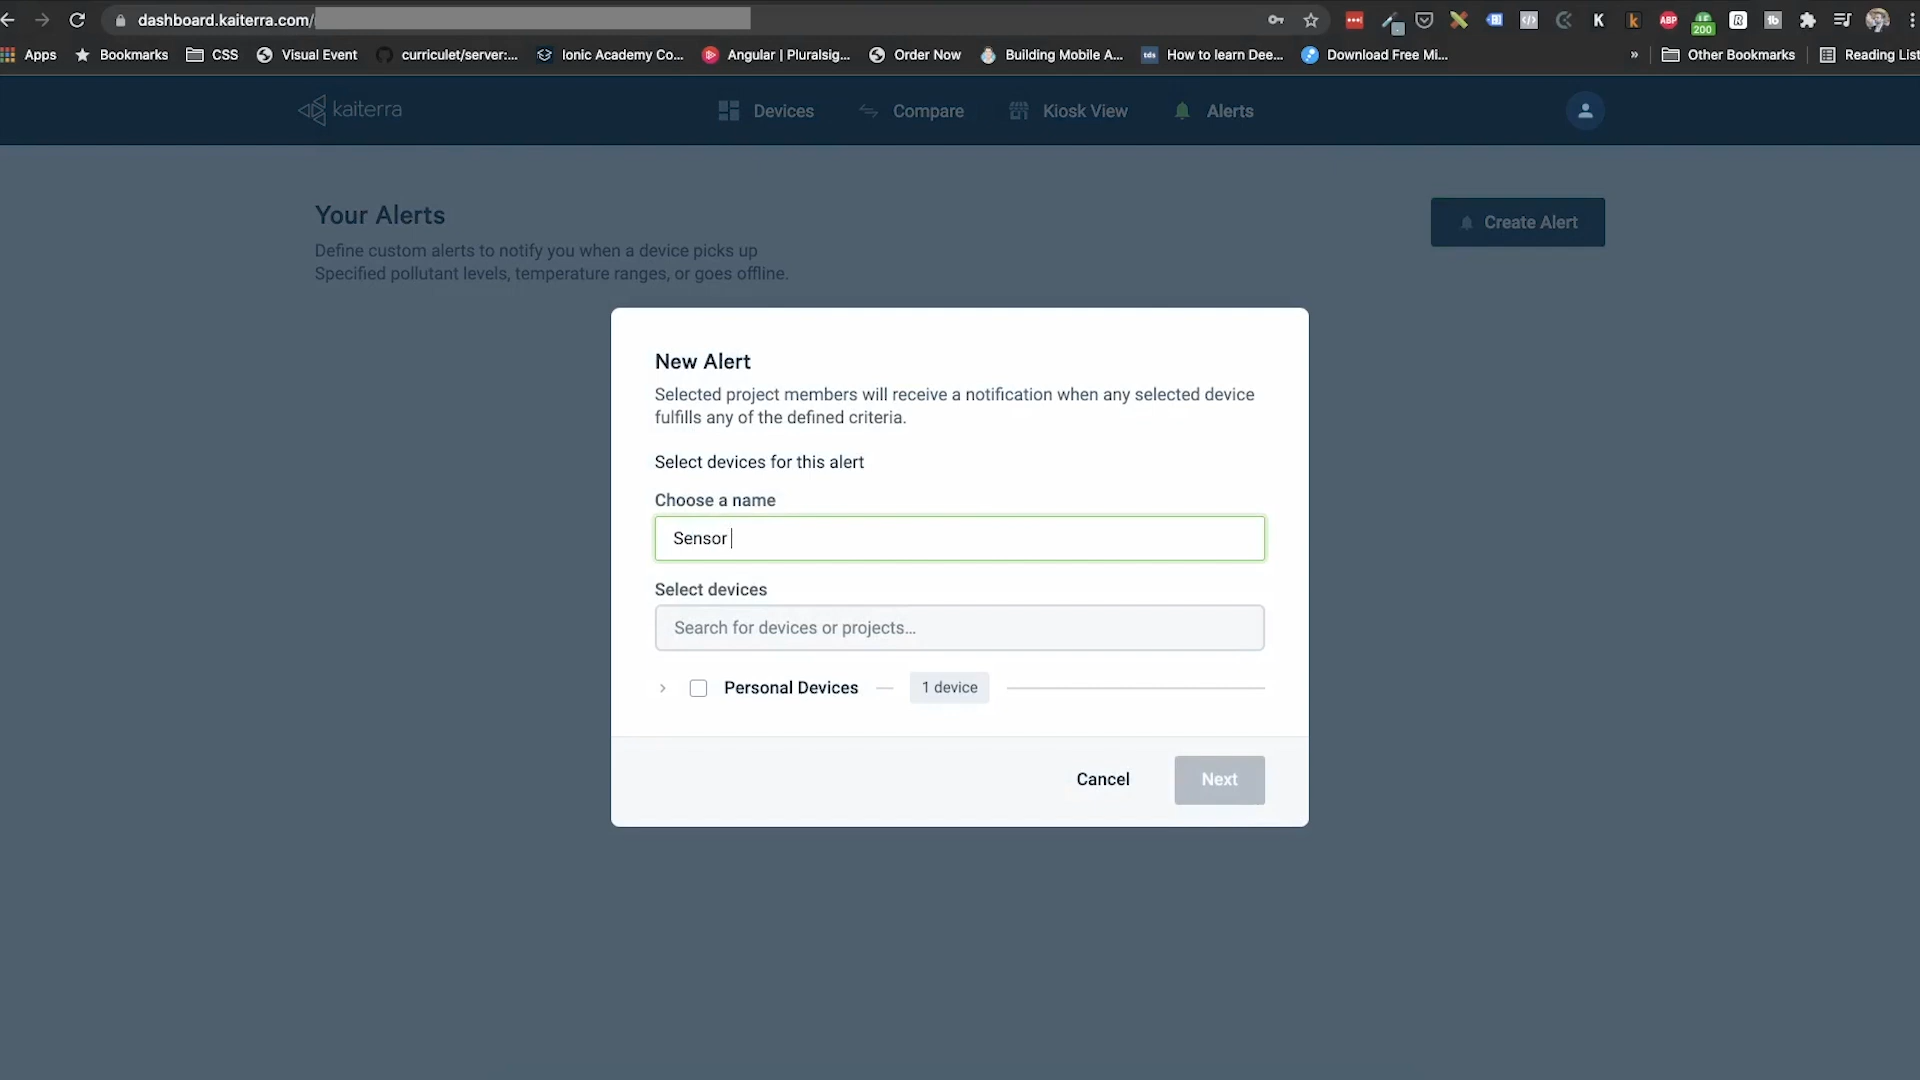 dashboard.kaiterra.com/
ABP
200
K
k
R
tb
Apps
Bookmarks
CSS
Visual Event
curriculet/server:...
Ionic Academy Co...
Angular | Pluralsig...
Order Now
Building Mobile A...
tds
How to learn Dee...
Download Free Mi...
»
Other Bookmarks
Reading List
kaiterra
Devices
Compare
Kiosk View
Alerts
Your Alerts
Define custom alerts to notify you when a device picks up
Specified pollutant levels, temperature ranges, or goes offline.
Create Alert
New Alert
Selected project members will receive a notification when any selected device
fulfills any of the defined criteria.
Select devices for this alert
Choose a name
Sensor
Select devices
Search for devices or projects...
Personal Devices
1 device
Cancel
Next